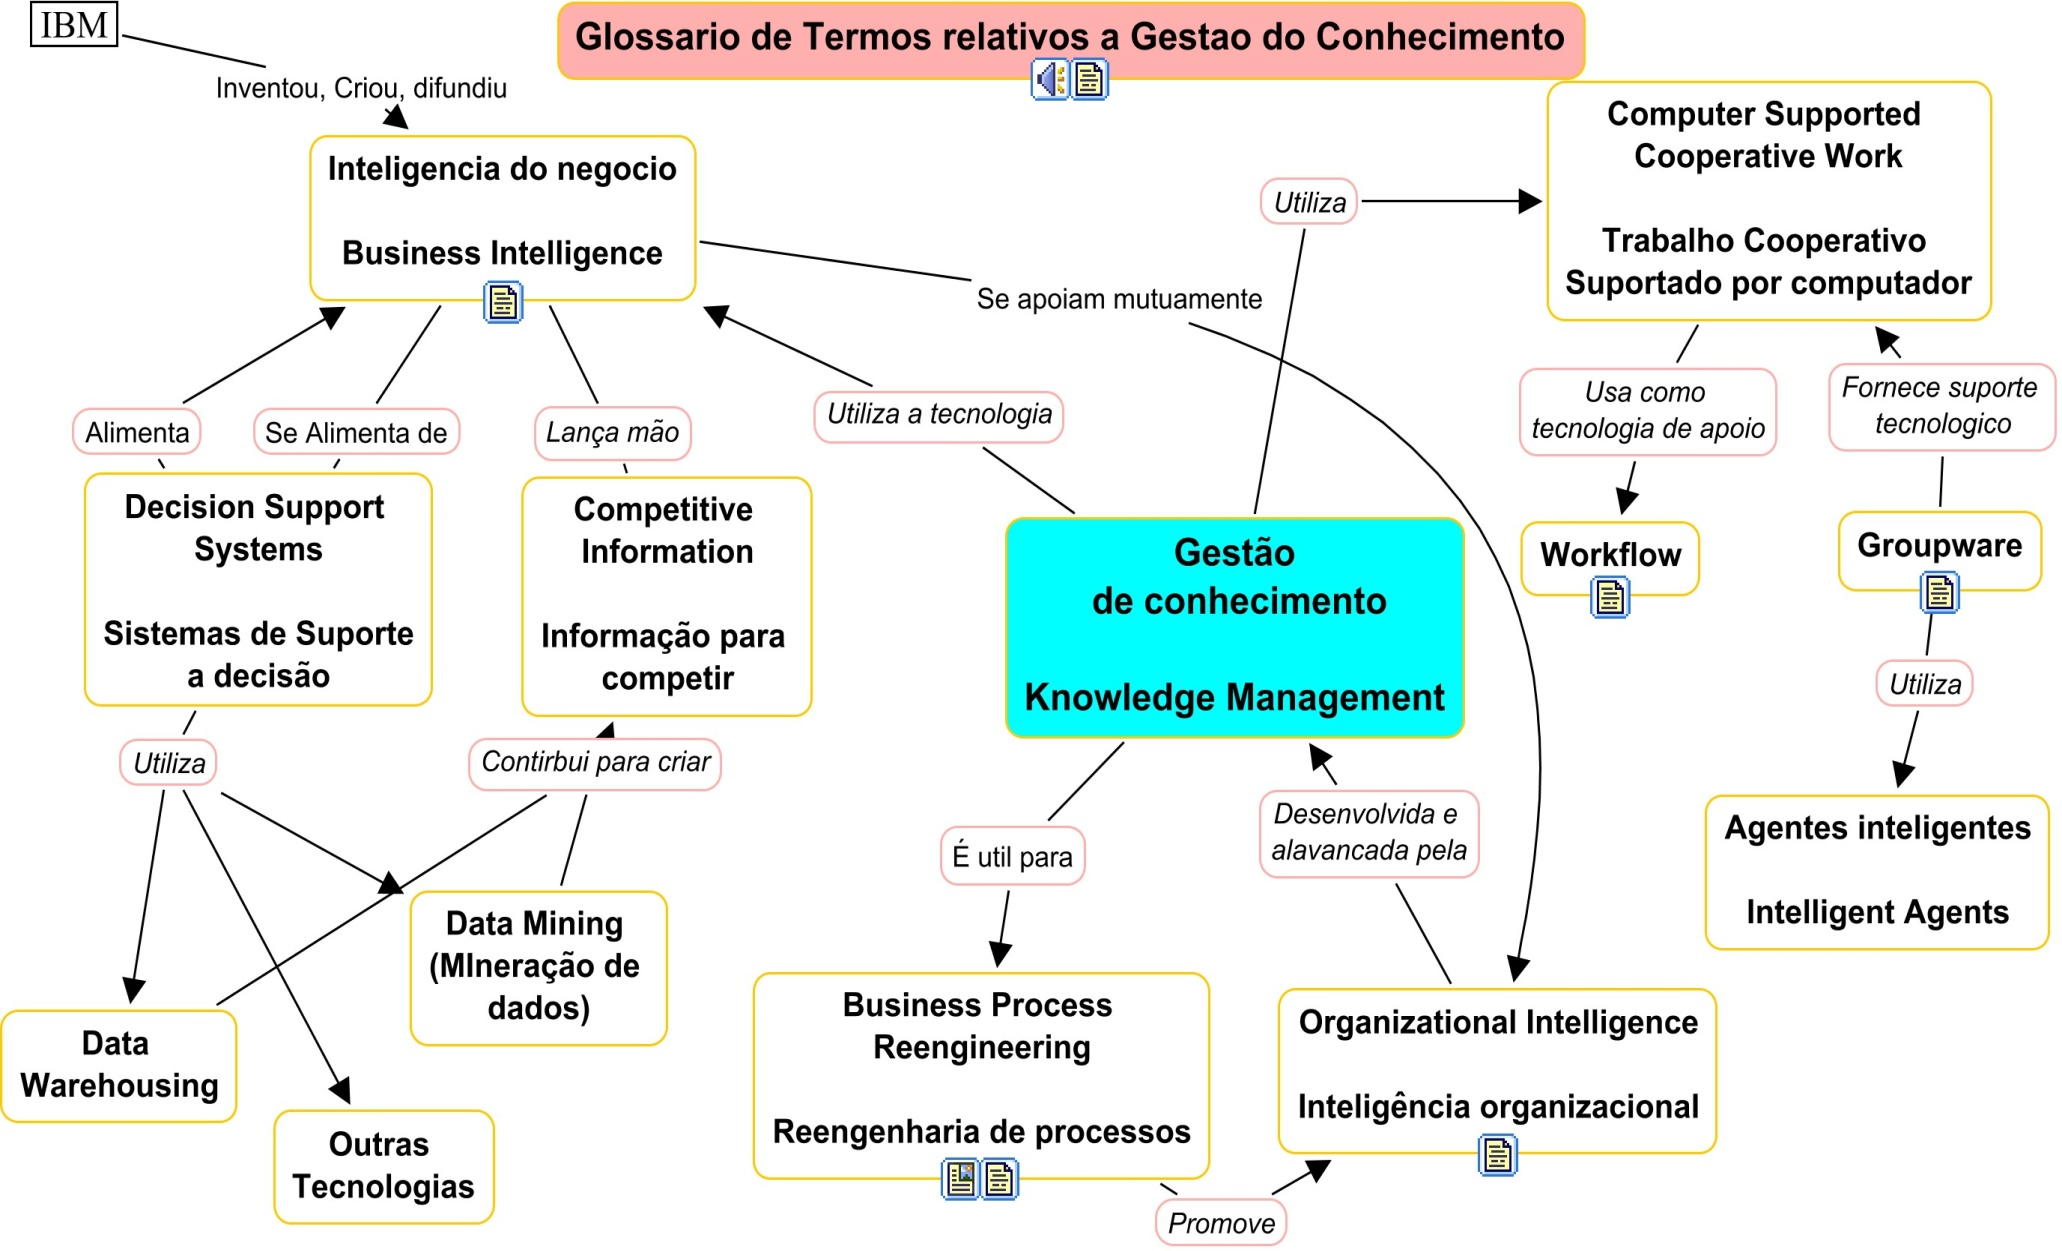 IBM
Glossario de Termos relativos a Gestao do Conhecimento
Inventou, Criou, difundiu
Inteligencia do negocio
Business Intelligence
Computer Supported
Cooperative Work
Trabalho Cooperativo
Suportado por computador
Utiliza
Se apoiam mutuamente
Alimenta
Se Alimenta de
Lança mão
Utiliza a tecnologia
Usa como
tecnologia de apoio
Fornece suporte
tecnologico
Decision Support
Systems
Sistemas de Suporte
a decisão
Competitive
Information
Informação para
competir
Gestão
de conhecimento
Knowledge Management
Workflow
Groupware
Utiliza
Utiliza
Contirbui para criar
É util para
Desenvolvida e
alavancada pela
Agentes inteligentes
Intelligent Agents
Data Mining
(MIneração de
dados)
Data
Warehousing
Outras
Tecnologias
Business Process
Reengineering
Reengenharia de processos
Organizational Intelligence
Inteligência organizacional
Promove